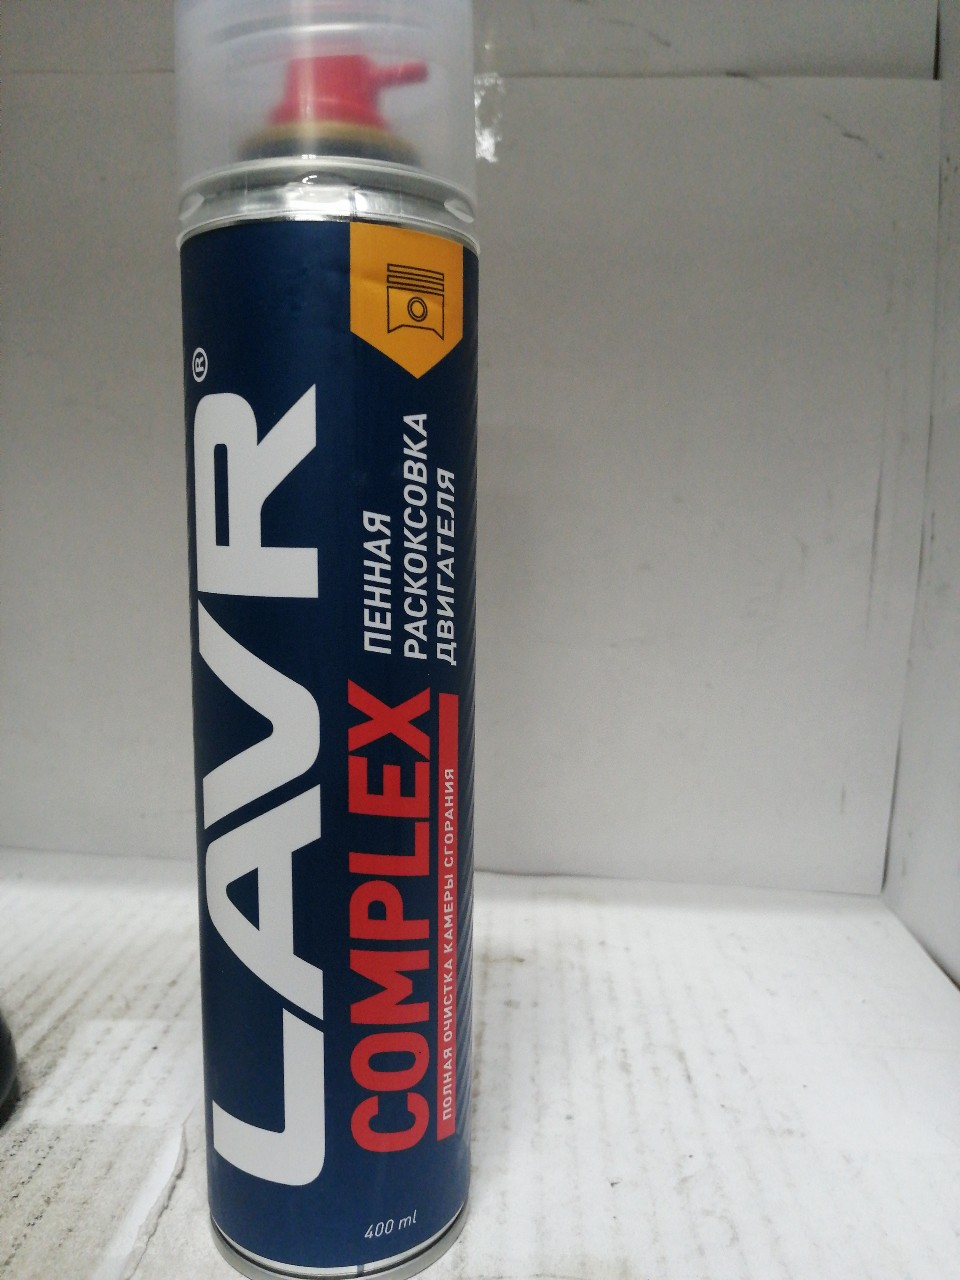 LAVR®
COMPLEX
ПЕННАЯ
РАСКОКСОВКА
ДВИГАТЕЛЯ
ПОЛНАЯ ОЧИСТКА КАМЕРЫ СГОРАНИЯ
400 ml